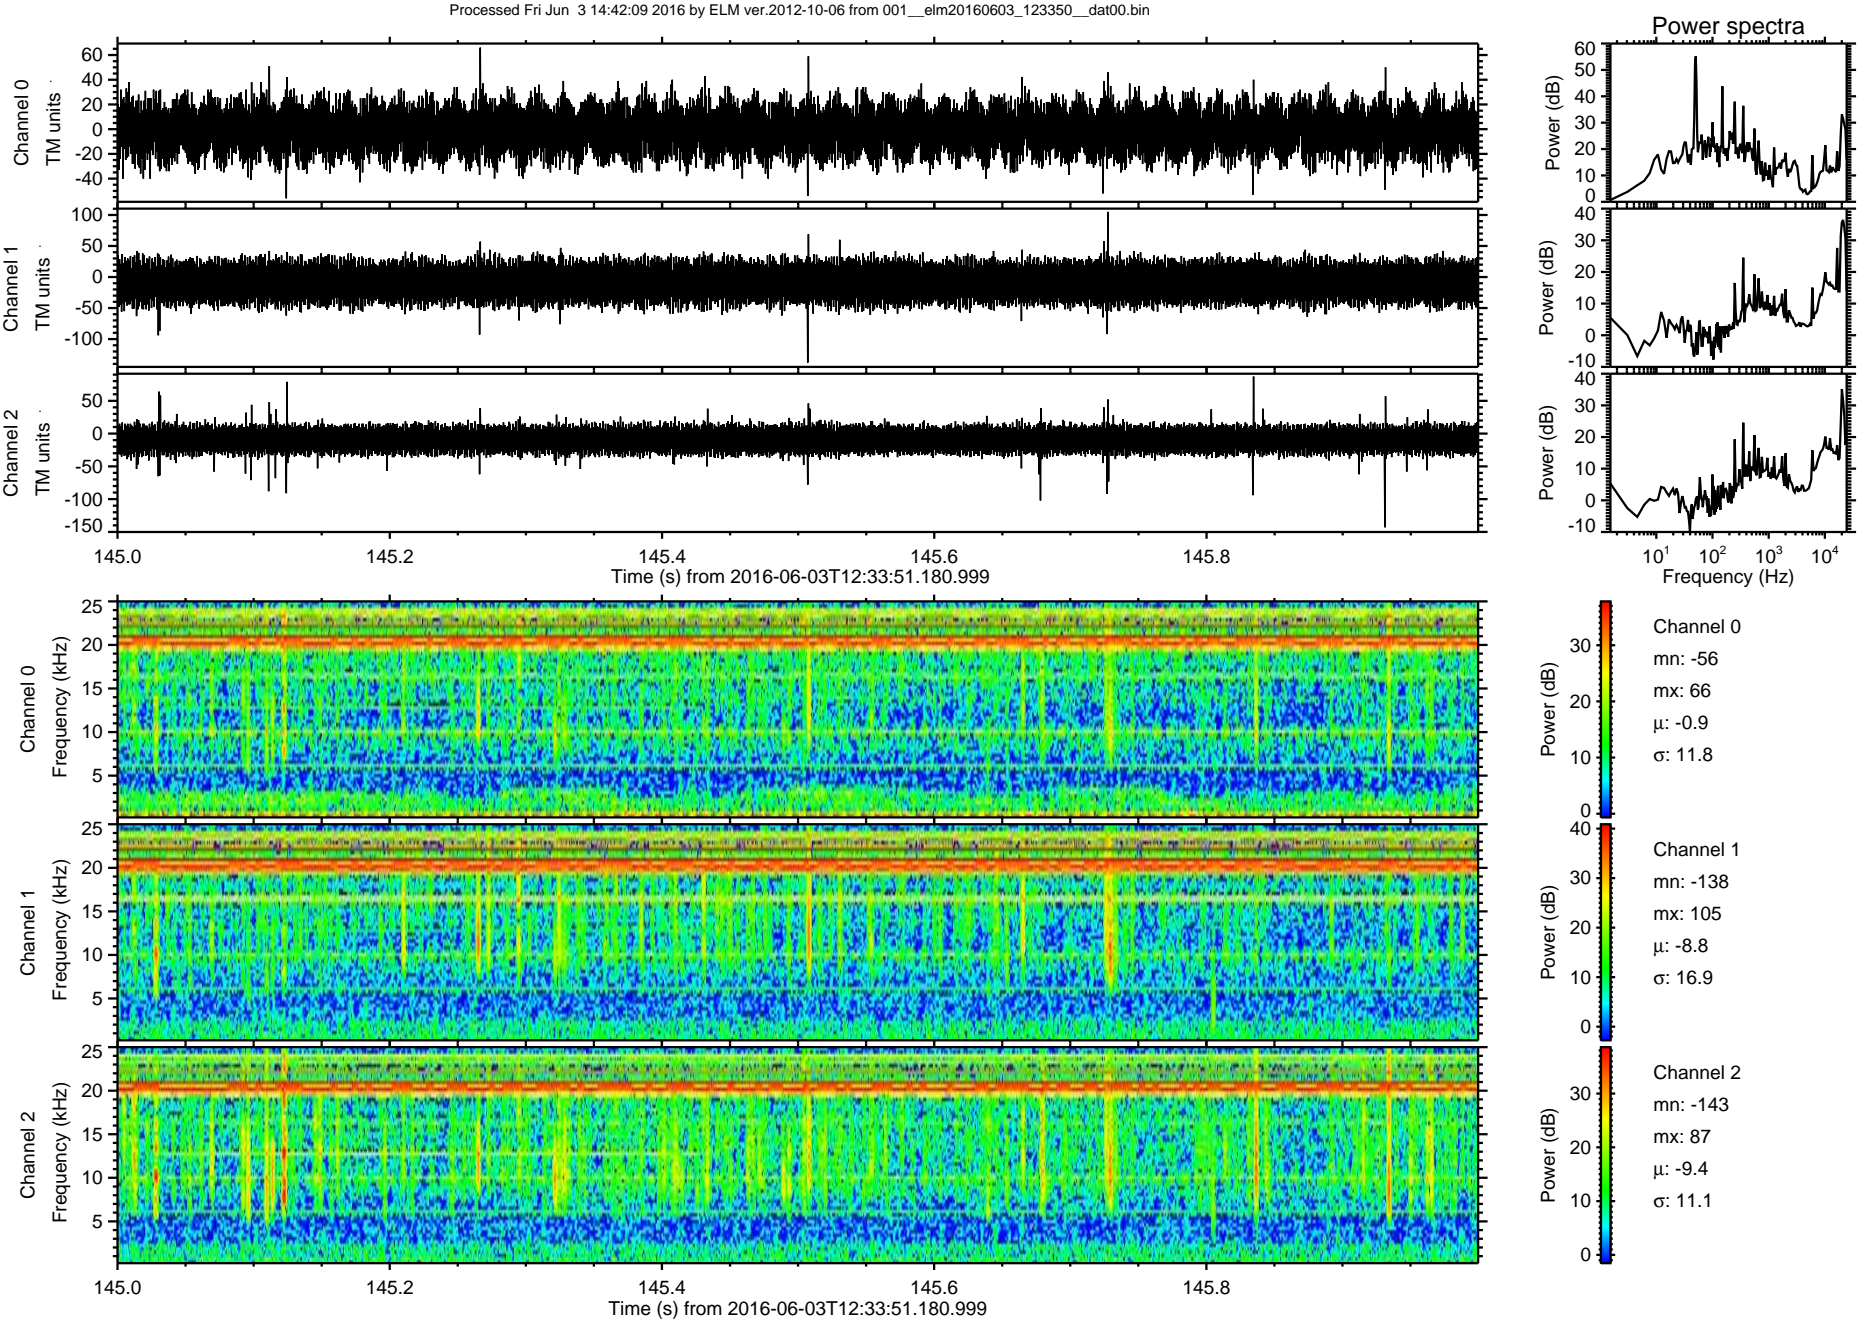 Processed Fri Jun  3 14:42:09 2016 by ELM ver.2012-10-06 from 001__elm20160603_123350__dat00.bin
Power spectra
Channel 0
TM units
60
40
20
0
-20
-40
Power (dB)
60
50
40
30
20
10
0
Channel 1
TM units
100
50
0
-50
-100
Power (dB)
40
30
20
10
0
-10
Channel 2
TM units
50
0
-50
-100
-150
Power (dB)
40
30
20
10
0
-10
145.0 145.2 145.4 145.6 145.8
Time (s) from 2016-06-03T12:33:51.180.999
10^1 10^2 10^3 10^4
Frequency (Hz)
Channel 0
Frequency (kHz)
25
20
15
10
5
Power (dB)
30
20
10
0
Channel 0
mn: -56
mx: 66
μ: -0.9
σ: 11.8
Channel 1
Frequency (kHz)
25
20
15
10
5
Power (dB)
40
30
20
10
0
Channel 1
mn: -138
mx: 105
μ: -8.8
σ: 16.9
Channel 2
Frequency (kHz)
25
20
15
10
5
Power (dB)
30
20
10
0
Channel 2
mn: -143
mx: 87
μ: -9.4
σ: 11.1
145.0 145.2 145.4 145.6 145.8
Time (s) from 2016-06-03T12:33:51.180.999